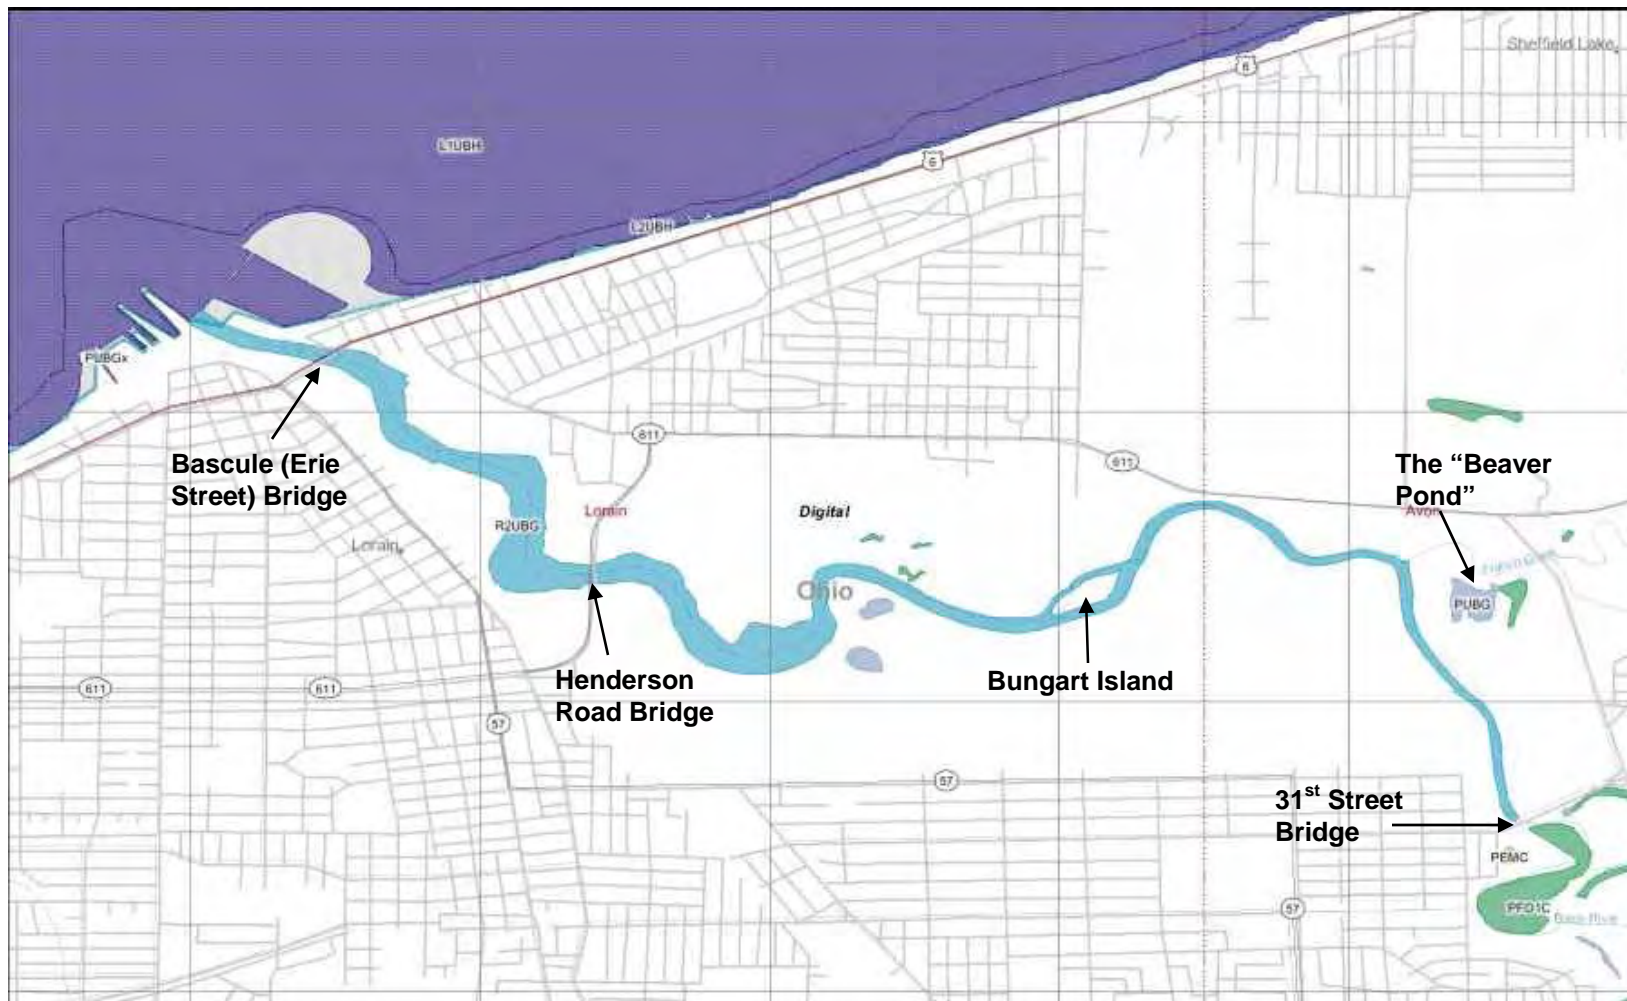 Sheffield Lake
6
L1UBH
6
L2UBH
PUBGx
611
611
Bascule (Erie
Street) Bridge
The “Beaver
Pond”
R2UBG
Lorain
Digital
Avon
Lorain
French Creek
Ohio
PUBG
611
611
Henderson
Road Bridge
Bungart Island
57
57
31st Street
Bridge
PEMC
57
PFO1C